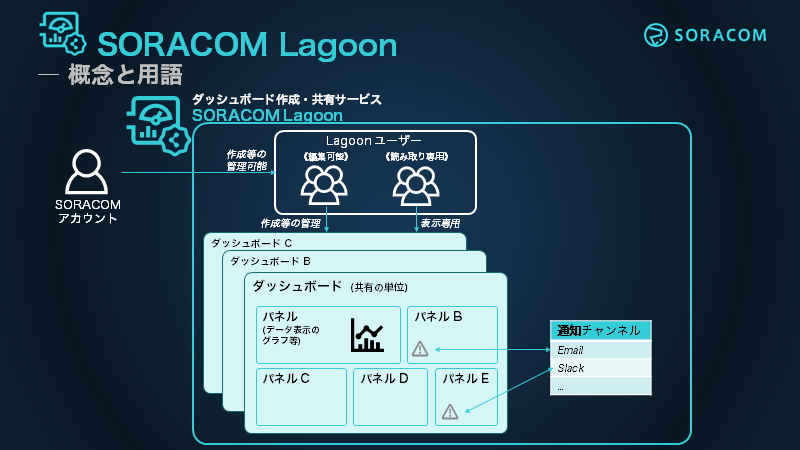 SORACOM Lagoon
SORACOM
― 概念と用語
ダッシュボード作成・共有サービス
SORACOM Lagoon
Lagoon ユーザー
《編集可能》
《読み取り専用》
作成等の
管理可能
SORACOM
アカウント
作成等の管理
表示専用
ダッシュボード C
ダッシュボード B
ダッシュボード (共有の単位)
パネル
(データ表示の
グラフ等)
パネル B
パネル C
パネル D
パネル E
通知チャンネル
Email
Slack
...